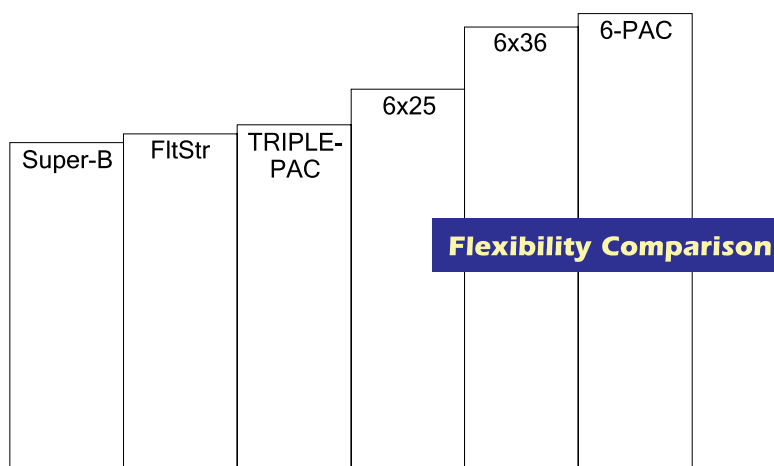 Super-B
FltStr
TRIPLE-
PAC
6x25
6x36
6-PAC
Flexibility Comparison